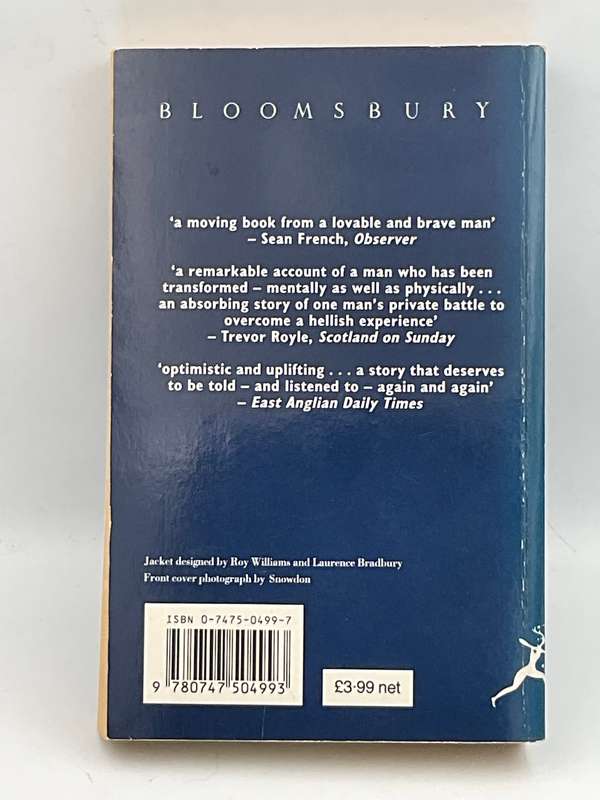 BLOOMSBURY
‘a moving book from a lovable and brave man’
– Sean French, Observer
‘a remarkable account of a man who has been
transformed – mentally as well as physically . . .
an absorbing story of one man’s private battle to
overcome a hellish experience’
– Trevor Royle, Scotland on Sunday
‘optimistic and uplifting . . . a story that deserves
to be told – and listened to – again and again’
– East Anglian Daily Times
Jacket designed by Roy Williams and Laurence Bradbury
Front cover photograph by Snowdon
ISBN 0-7475-0499-7
9 780747 504993
£3·99 net